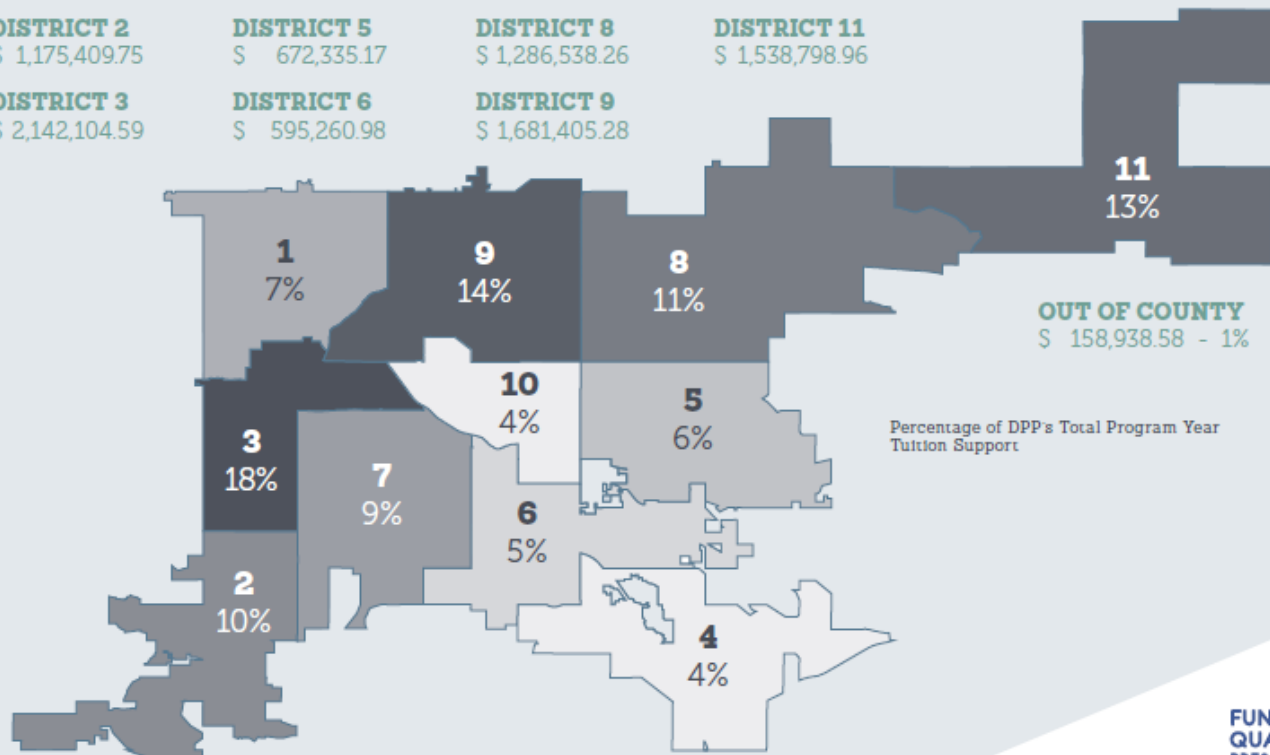 DISTRICT 2
$ 1,175,409.75
DISTRICT 5
$ 672,335.17
DISTRICT 8
$ 1,286,538.26
DISTRICT 11
$ 1,538,798.96
DISTRICT 3
$ 2,142,104.59
DISTRICT 6
$ 595,260.98
DISTRICT 9
$ 1,681,405.28
11
13%
1
7%
9
14%
8
11%
OUT OF COUNTY
$ 158,938.58 - 1%
10
4%
5
6%
Percentage of DPP's Total Program Year
Tuition Support
3
18%
7
9%
6
5%
2
10%
4
4%
FUN
QUA